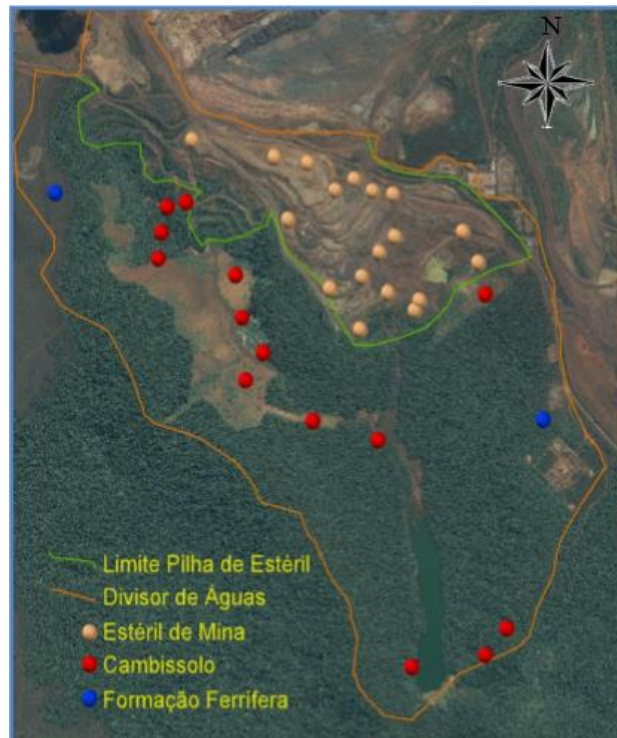 N
Limite Pilha de Estéril
Divisor de Águas
Estéril de Mina
Cambissolo
Formação Ferrífera